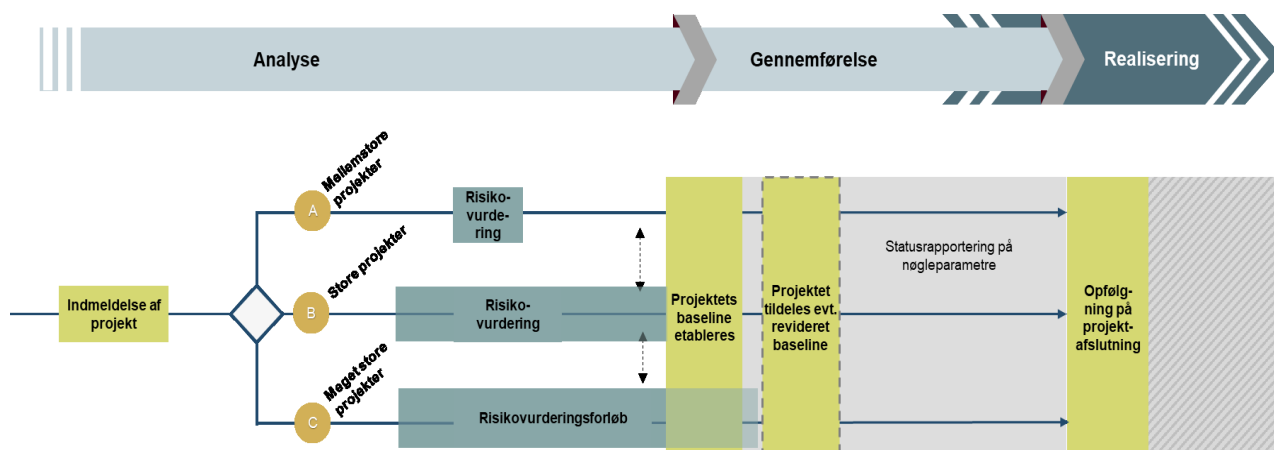 Analyse
Gennemførelse
Realisering
Mellemstore
projekter
A
Risiko-
vurde-
ring
Statusrapportering på
nøgleparametre
Store projekter
Indmeldelse af
projekt
B
Risiko-
vurdering
Projektets
baseline
etableres
Projektet
tildeles evt.
revideret
baseline
Opfølg-
ning på
projekt-
afslutning
Meget store
projekter
C
Risikovurderingsforløb